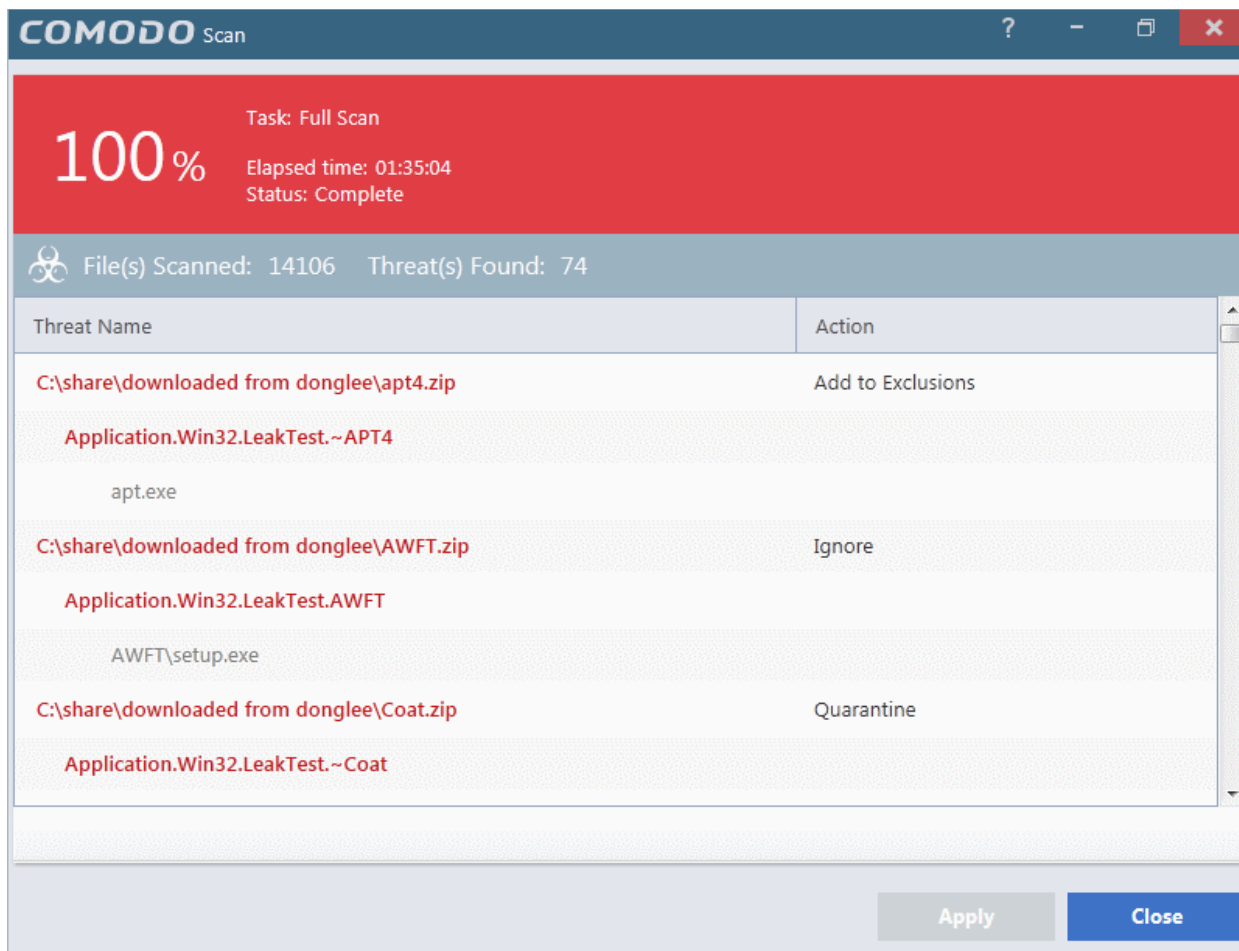 COMODO Scan
?
100 %
Task: Full Scan
Elapsed time: 01:35:04
Status: Complete
File(s) Scanned: 14106 Threat(s) Found: 74
Threat Name Action
C:\share\downloaded from donglee\apt4.zip Add to Exclusions
Application.Win32.LeakTest.~APT4
apt.exe
C:\share\downloaded from donglee\AWFT.zip Ignore
Application.Win32.LeakTest.AWFT
AWFT\setup.exe
C:\share\downloaded from donglee\Coat.zip Quarantine
Application.Win32.LeakTest.~Coat
Apply Close